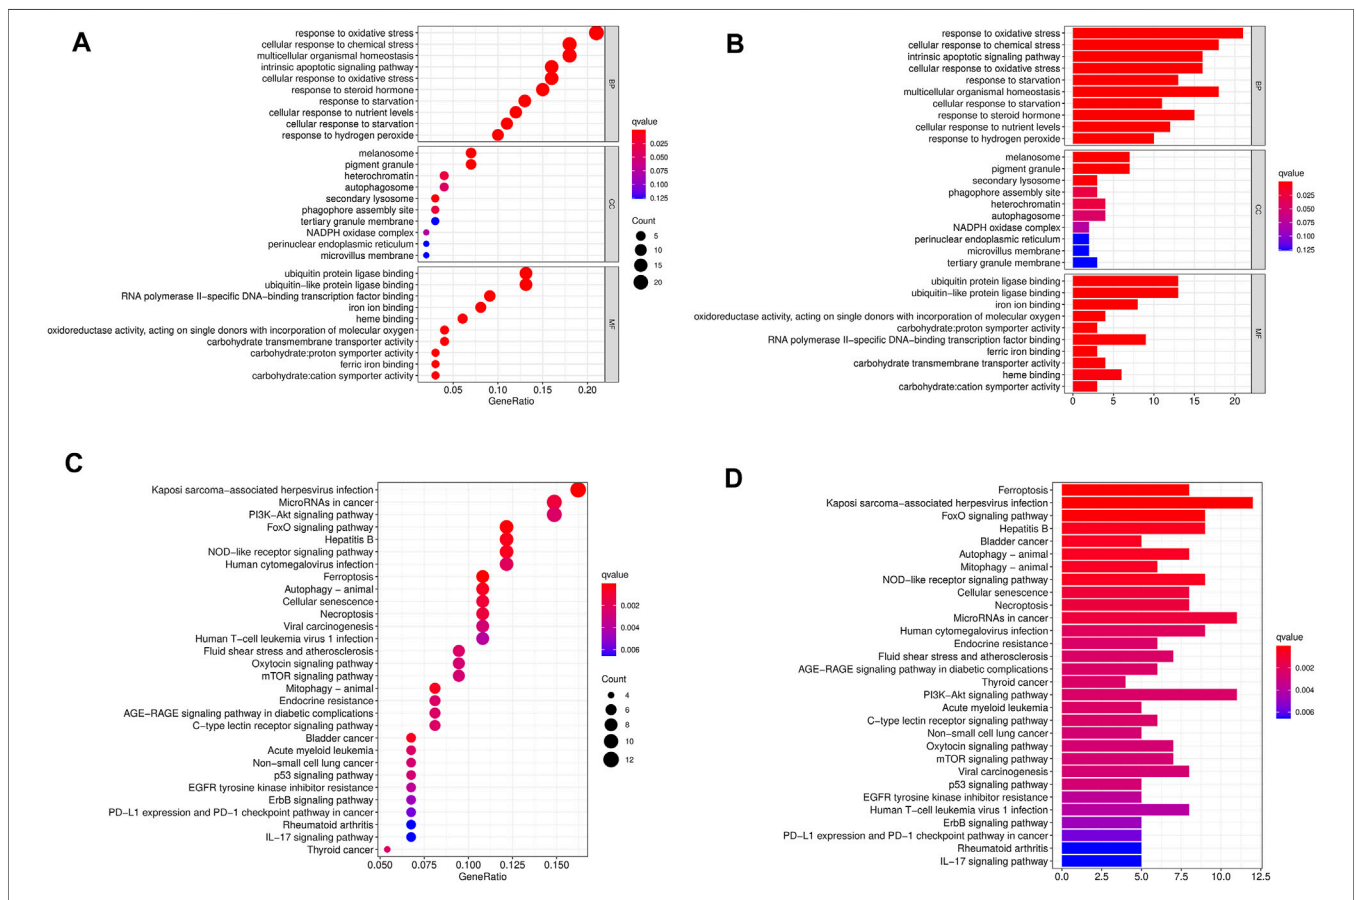 A
response to oxidative stress
cellular response to chemical stress
multicellular organismal homeostasis
intrinsic apoptotic signaling pathway
cellular response to oxidative stress
response to steroid hormone
response to starvation
cellular response to nutrient levels
cellular response to starvation
response to hydrogen peroxide
BP
melanosome
pigment granule
heterochromatin
autophagosome
secondary lysosome
phagophore assembly site
tertiary granule membrane
NADPH oxidase complex
perinuclear endoplasmic reticulum
microvillus membrane
CC
ubiquitin protein ligase binding
ubiquitin−like protein ligase binding
RNA polymerase II−specific DNA−binding transcription factor binding
iron ion binding
heme binding
oxidoreductase activity, acting on single donors with incorporation of molecular oxygen
carbohydrate transmembrane transporter activity
carbohydrate:proton symporter activity
ferric iron binding
carbohydrate:cation symporter activity
MF
0.05 0.10 0.15 0.20
GeneRatio
qvalue
0.025
0.050
0.075
0.100
0.125
Count
5
10
15
20
B
response to oxidative stress
cellular response to chemical stress
intrinsic apoptotic signaling pathway
cellular response to oxidative stress
response to starvation
multicellular organismal homeostasis
cellular response to starvation
response to steroid hormone
cellular response to nutrient levels
response to hydrogen peroxide
BP
melanosome
pigment granule
secondary lysosome
phagophore assembly site
heterochromatin
autophagosome
NADPH oxidase complex
perinuclear endoplasmic reticulum
microvillus membrane
tertiary granule membrane
CC
ubiquitin protein ligase binding
ubiquitin−like protein ligase binding
iron ion binding
oxidoreductase activity, acting on single donors with incorporation of molecular oxygen
carbohydrate:proton symporter activity
RNA polymerase II−specific DNA−binding transcription factor binding
ferric iron binding
carbohydrate transmembrane transporter activity
heme binding
carbohydrate:cation symporter activity
MF
0 5 10 15 20
qvalue
0.025
0.050
0.075
0.100
0.125
C
Kaposi sarcoma−associated herpesvirus infection
MicroRNAs in cancer
PI3K−Akt signaling pathway
FoxO signaling pathway
Hepatitis B
NOD−like receptor signaling pathway
Human cytomegalovirus infection
Ferroptosis
Autophagy − animal
Cellular senescence
Necroptosis
Viral carcinogenesis
Human T−cell leukemia virus 1 infection
Fluid shear stress and atherosclerosis
Oxytocin signaling pathway
mTOR signaling pathway
Mitophagy − animal
Endocrine resistance
AGE−RAGE signaling pathway in diabetic complications
C−type lectin receptor signaling pathway
Bladder cancer
Acute myeloid leukemia
Non−small cell lung cancer
p53 signaling pathway
EGFR tyrosine kinase inhibitor resistance
ErbB signaling pathway
PD−L1 expression and PD−1 checkpoint pathway in cancer
Rheumatoid arthritis
IL−17 signaling pathway
Thyroid cancer
0.050 0.075 0.100 0.125 0.150
GeneRatio
qvalue
0.002
0.004
0.006
Count
4
6
8
10
12
D
Ferroptosis
Kaposi sarcoma−associated herpesvirus infection
FoxO signaling pathway
Hepatitis B
Bladder cancer
Autophagy − animal
Mitophagy − animal
NOD−like receptor signaling pathway
Cellular senescence
Necroptosis
MicroRNAs in cancer
Human cytomegalovirus infection
Endocrine resistance
Fluid shear stress and atherosclerosis
AGE−RAGE signaling pathway in diabetic complications
Thyroid cancer
PI3K−Akt signaling pathway
Acute myeloid leukemia
C−type lectin receptor signaling pathway
Non−small cell lung cancer
Oxytocin signaling pathway
mTOR signaling pathway
Viral carcinogenesis
p53 signaling pathway
EGFR tyrosine kinase inhibitor resistance
Human T−cell leukemia virus 1 infection
ErbB signaling pathway
PD−L1 expression and PD−1 checkpoint pathway in cancer
Rheumatoid arthritis
IL−17 signaling pathway
0.0 2.5 5.0 7.5 10.0 12.5
qvalue
0.002
0.004
0.006